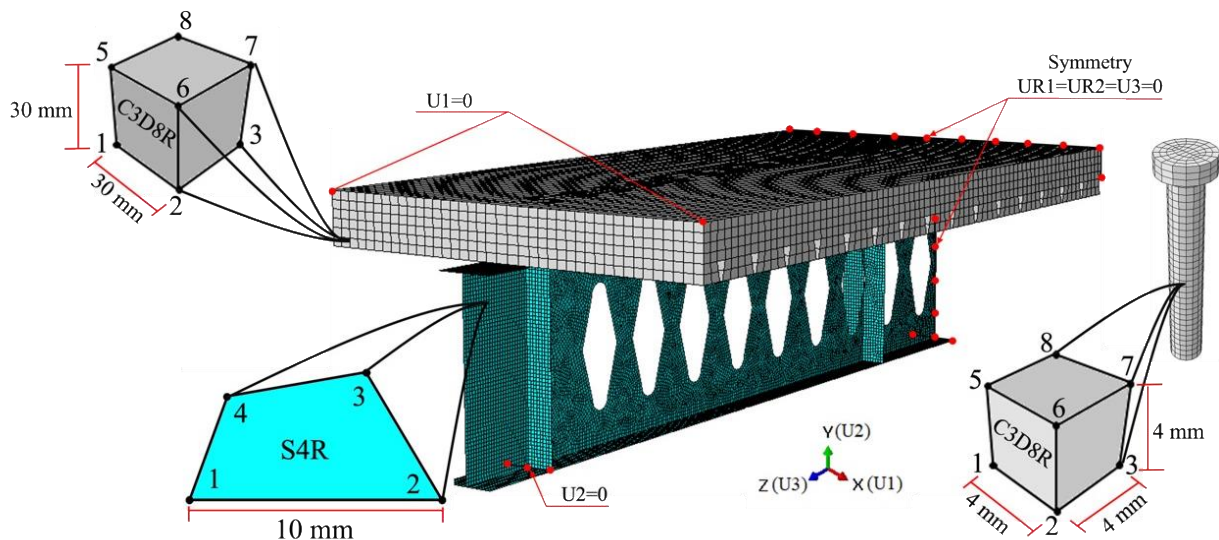 8
5
7
6
C3D8R
30 mm
1
3
2
30 mm
U1=0
Symmetry
UR1=UR2=U3=0
4
3
S4R
1
2
10 mm
U2=0
Y(U2)
Z(U3)
X(U1)
8
5
7
6
C3D8R
4 mm
1
3
2
4 mm
4 mm